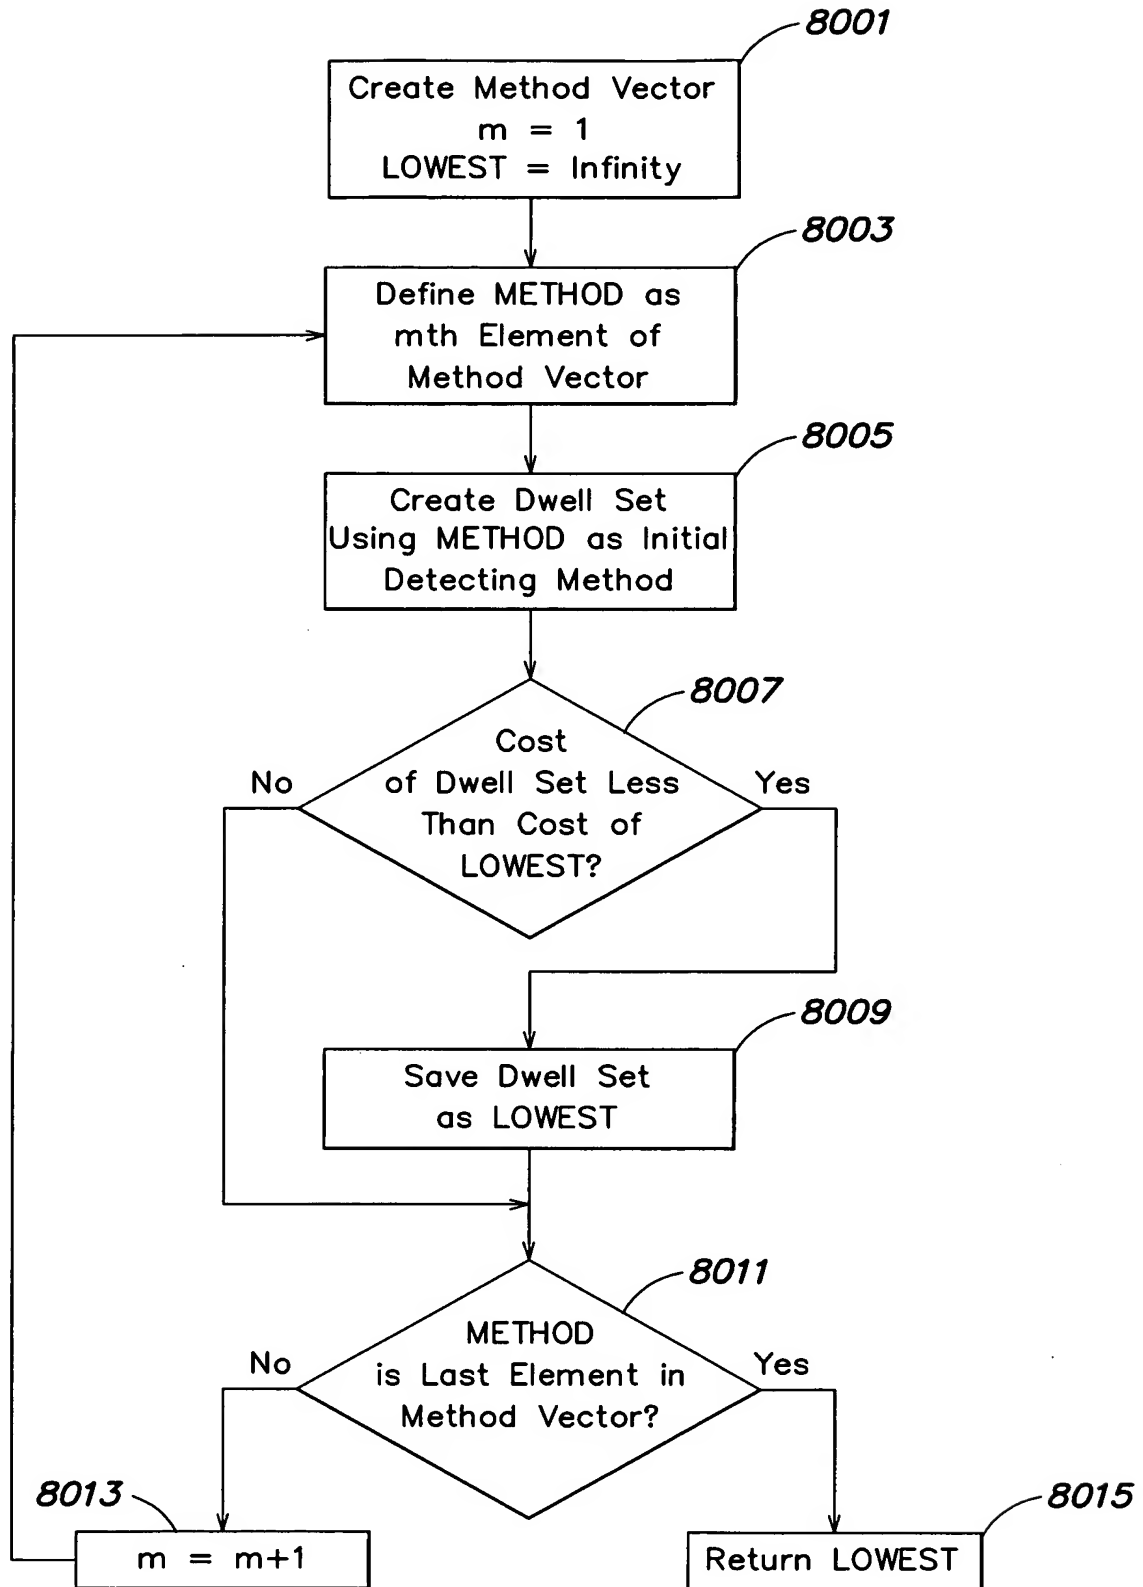 8001
Create Method Vector
m = 1
LOWEST = Infinity
8003
Define METHOD as
mth Element of
Method Vector
8005
Create Dwell Set
Using METHOD as Initial
Detecting Method
8007
Cost
of Dwell Set Less
Than Cost of
LOWEST?
No
Yes
8009
Save Dwell Set
as LOWEST
8011
METHOD
is Last Element in
Method Vector?
No
Yes
8013
m = m+1
8015
Return LOWEST